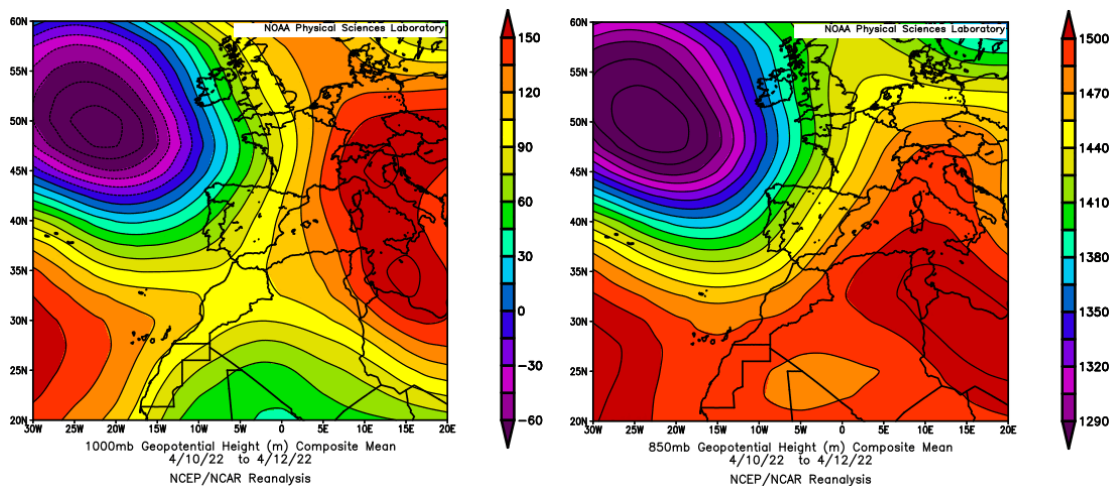 NOAA Physical Sciences Laboratory
60N
55N
50N
45N
40N
35N
30N
25N
20N
30W
25W
20W
15W
10W
5W
0
5E
10E
15E
20E
150
120
90
60
30
0
-30
-60
1000mb Geopotential Height (m) Composite Mean
4/10/22 to 4/12/22
NCEP/NCAR Reanalysis
NOAA Physical Sciences Laboratory
60N
55N
50N
45N
40N
35N
30N
25N
20N
30W
25W
20W
15W
10W
5W
0
5E
10E
15E
20E
1500
1470
1440
1410
1380
1350
1320
1290
850mb Geopotential Height (m) Composite Mean
4/10/22 to 4/12/22
NCEP/NCAR Reanalysis